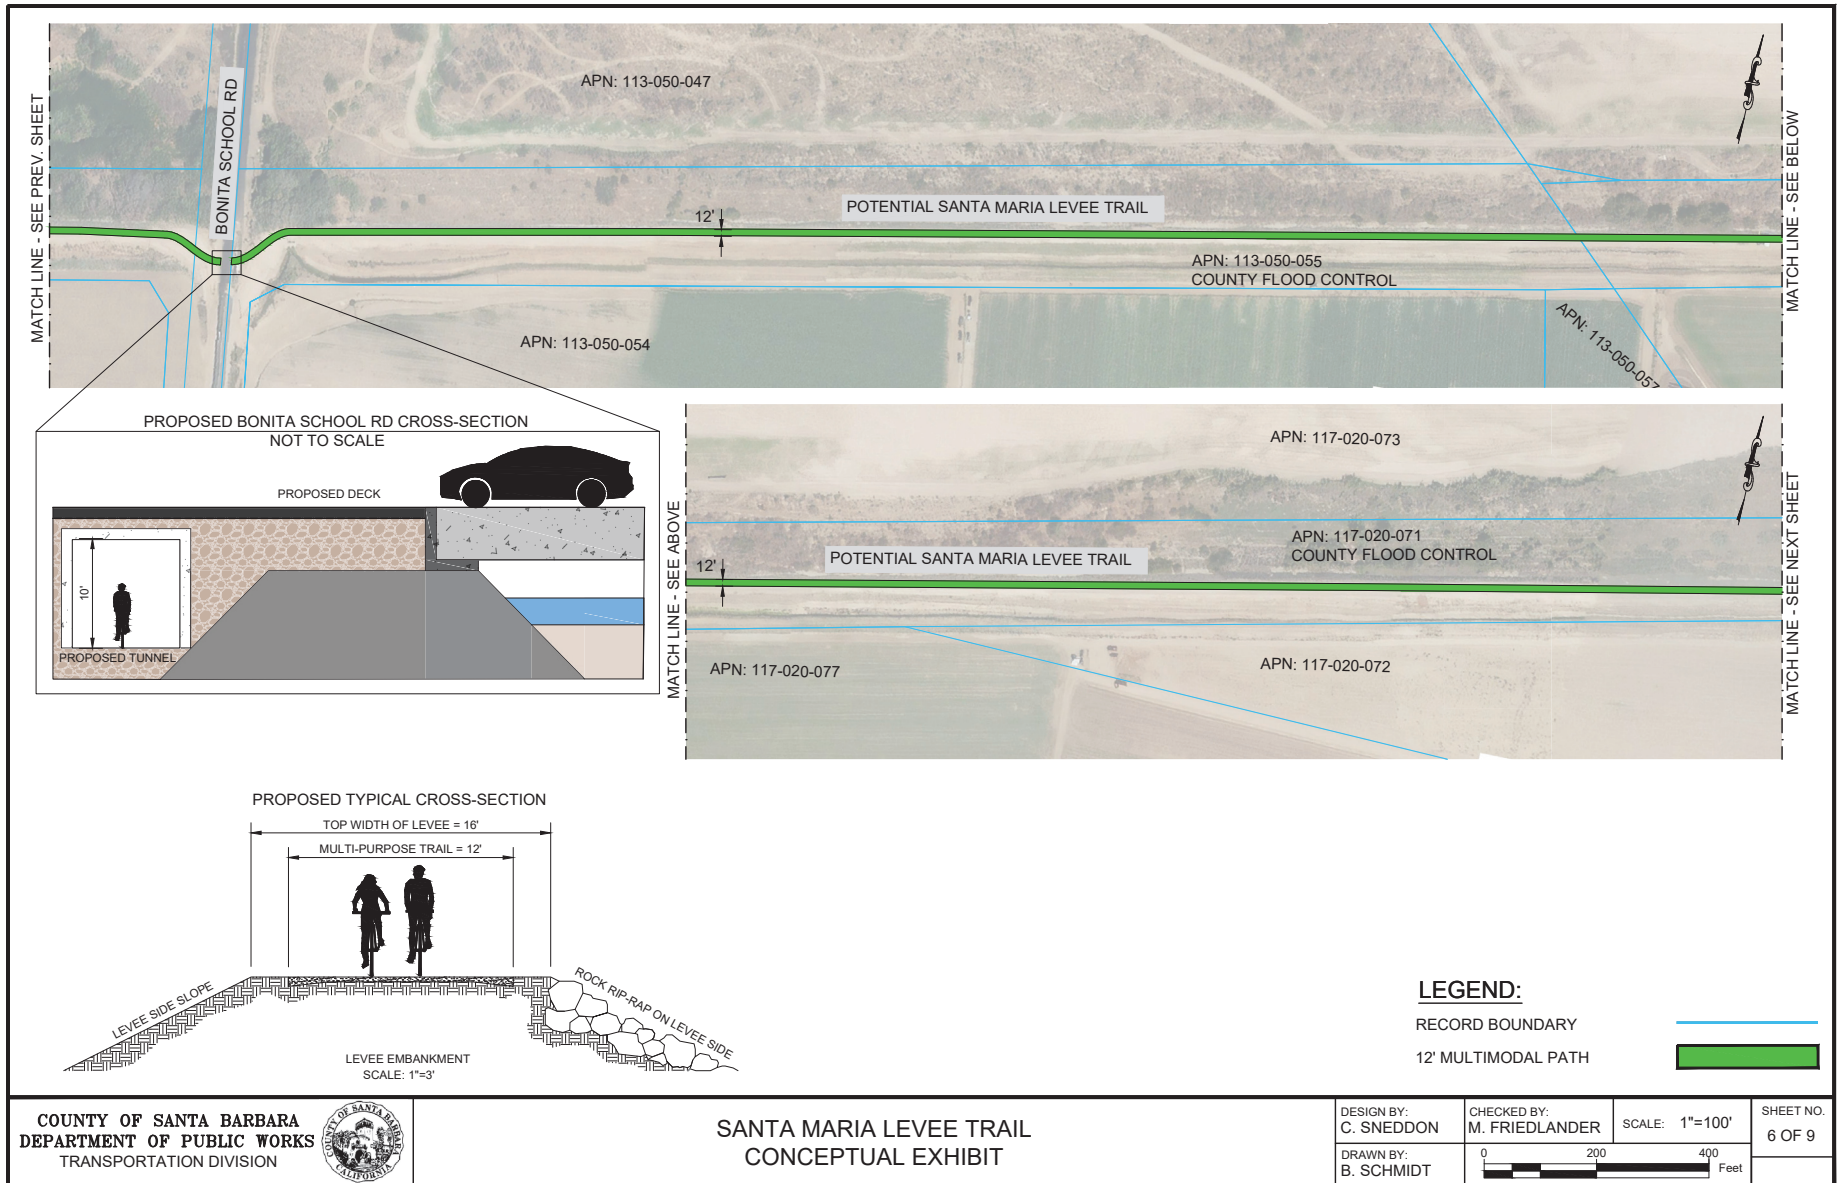 MATCH LINE - SEE PREV. SHEET
BONITA SCHOOL RD
APN: 113-050-047
12'
POTENTIAL SANTA MARIA LEVEE TRAIL
APN: 113-050-055
COUNTY FLOOD CONTROL
APN: 113-050-054
APN: 113-050-057
MATCH LINE - SEE BELOW
PROPOSED BONITA SCHOOL RD CROSS-SECTION
NOT TO SCALE
PROPOSED DECK
10'
PROPOSED TUNNEL
MATCH LINE - SEE ABOVE
APN: 117-020-073
12'
POTENTIAL SANTA MARIA LEVEE TRAIL
APN: 117-020-071
COUNTY FLOOD CONTROL
APN: 117-020-077
APN: 117-020-072
MATCH LINE - SEE NEXT SHEET
PROPOSED TYPICAL CROSS-SECTION
TOP WIDTH OF LEVEE = 16'
MULTI-PURPOSE TRAIL = 12'
LEVEE SIDE SLOPE
ROCK RIP-RAP ON LEVEE SIDE
LEVEE EMBANKMENT
SCALE: 1"=3'
LEGEND:
RECORD BOUNDARY
12' MULTIMODAL PATH
COUNTY OF SANTA BARBARA
DEPARTMENT OF PUBLIC WORKS
TRANSPORTATION DIVISION
COUNTY OF SANTA BARBARA
CALIFORNIA
SANTA MARIA LEVEE TRAIL
CONCEPTUAL EXHIBIT
DESIGN BY:
C. SNEDDON
CHECKED BY:
M. FRIEDLANDER
SCALE: 1"=100'
SHEET NO.
6 OF 9
DRAWN BY:
B. SCHMIDT
0 200 400
Feet